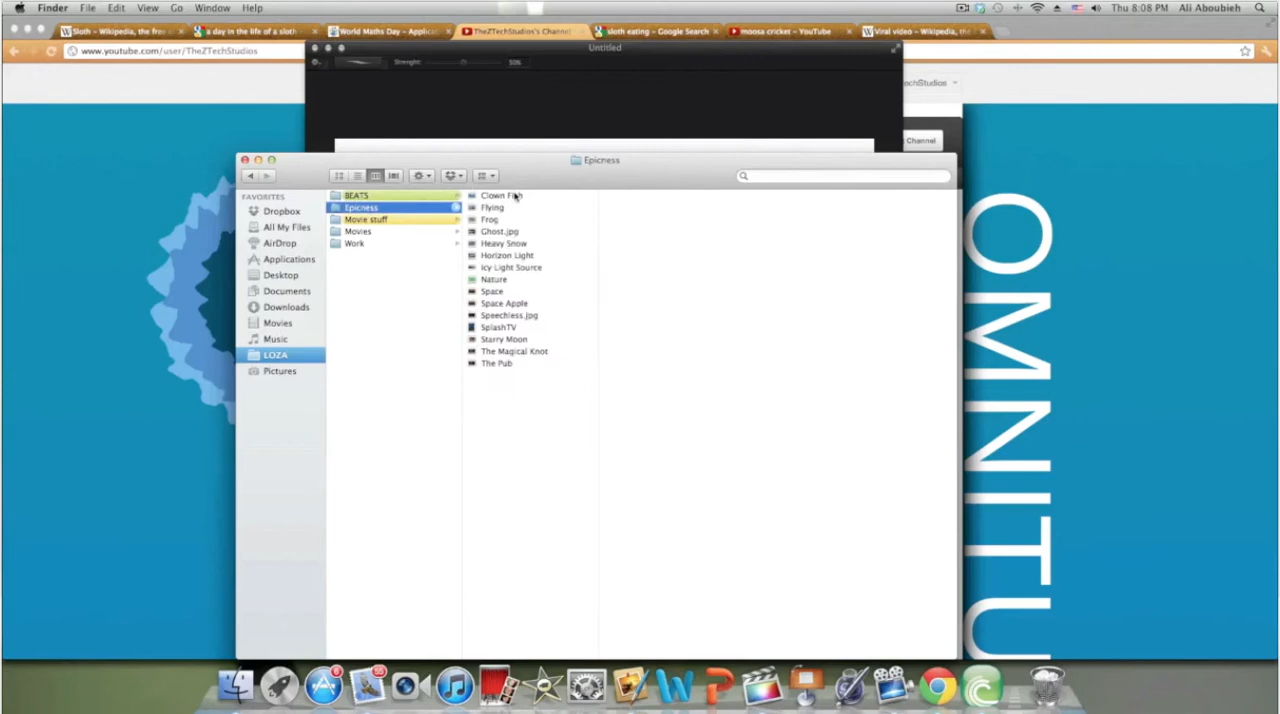 Finder File Edit View Go Window Help Thu 8:08 PM Ali Aboubieh
Sloth – Wikipedia, the free a day in the life of a sloth World Maths Day – Applica TheZTechStudios's Channel sloth eating – Google Search moosa cricket – YouTube Viral video – Wikipedia, the
www.youtube.com/user/TheZTechStudios
Untitled
Strength: 50%
echStudios
Channel
Epicness
FAVORITES
Dropbox
All My Files
AirDrop
Applications
Desktop
Documents
Downloads
Movies
Music
LOZA
Pictures
BEATS
Epicness
Movie stuff
Movies
Work
Clown Fish
Flying
Frog
Ghost.jpg
Heavy Snow
Horizon Light
Icy Light Source
Nature
Space
Space Apple
Speechless.jpg
SplashTV
Starry Moon
The Magical Knot
The Pub
OMNITU